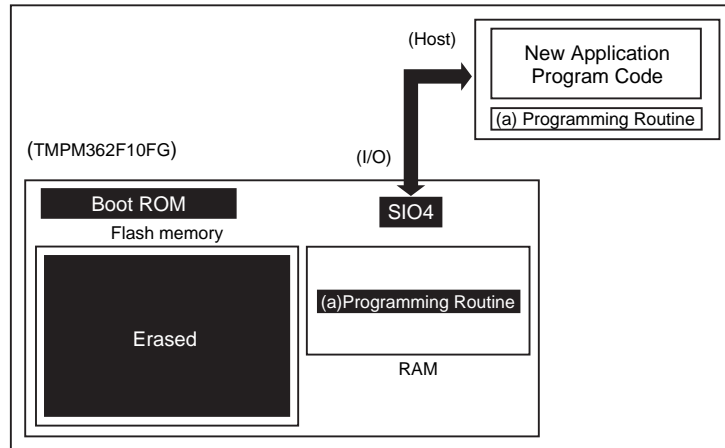 (Host)
New Application
Program Code
(a) Programming Routine
(TMPM362F10FG)
(I/O)
Boot ROM
SIO4
Flash memory
(a)Programming Routine
Erased
RAM